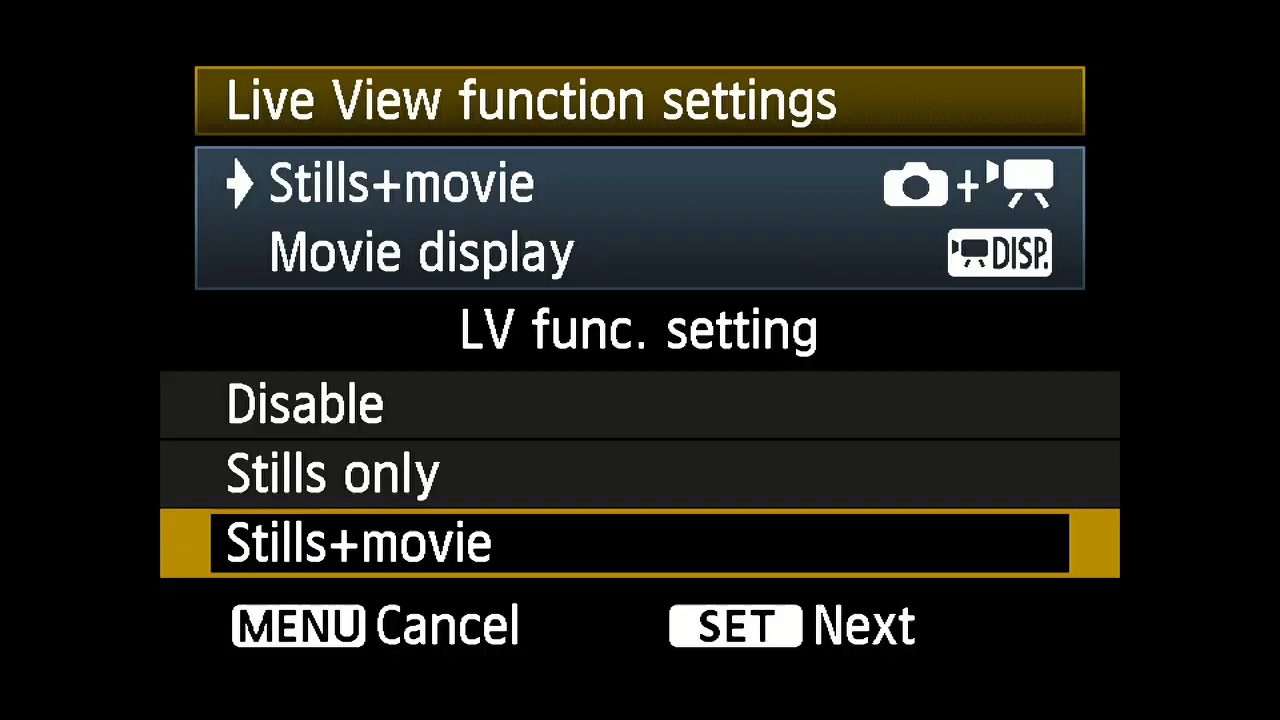 Live View function settings
Stills+movie
Movie display DISP.
LV func. setting
Disable
Stills only
Stills+movie
MENU Cancel SET Next